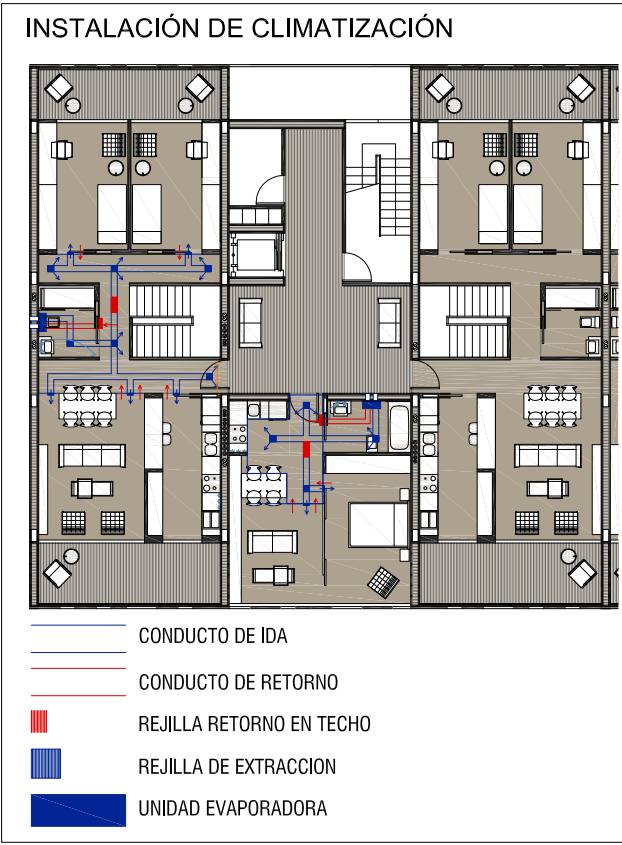 INSTALACIÓN DE CLIMATIZACIÓN
CONDUCTO DE IDA
CONDUCTO DE RETORNO
REJILLA RETORNO EN TECHO
REJILLA DE EXTRACCION
UNIDAD EVAPORADORA